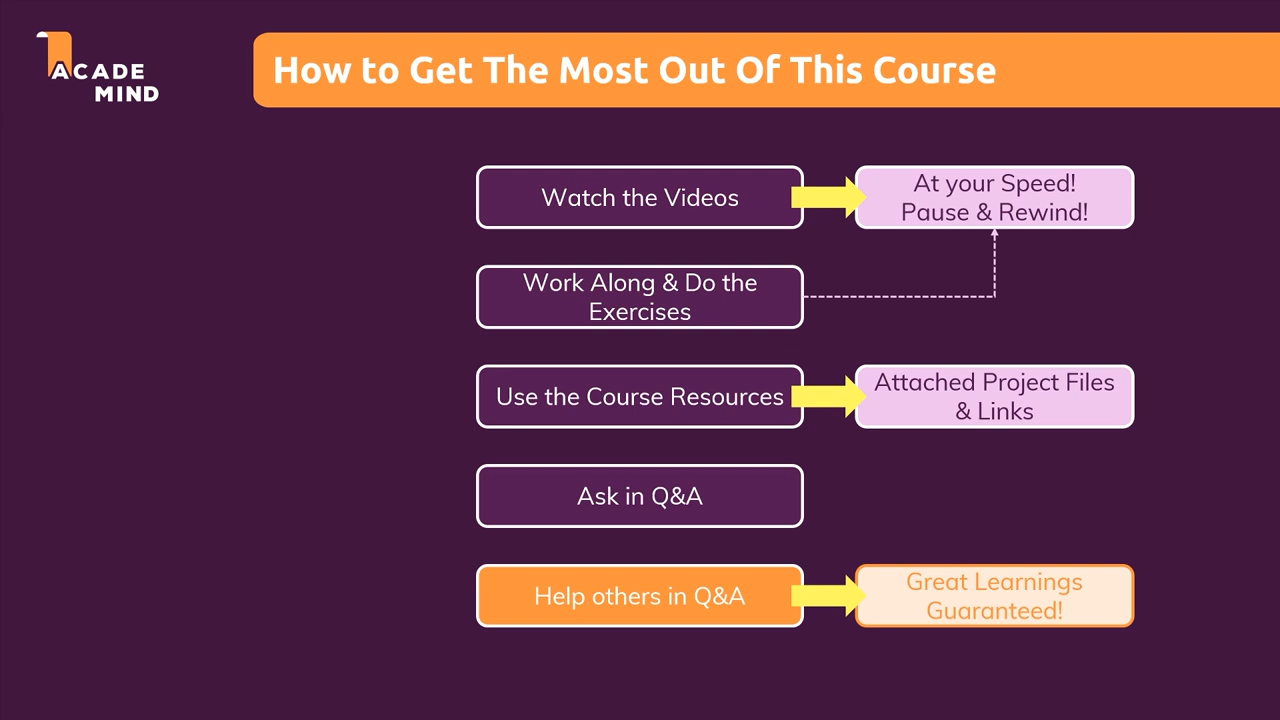 ACADE
MIND
How to Get The Most Out Of This Course
Watch the Videos
At your Speed!
Pause & Rewind!
Work Along & Do the
Exercises
Use the Course Resources
Attached Project Files
& Links
Ask in Q&A
Help others in Q&A
Great Learnings
Guaranteed!